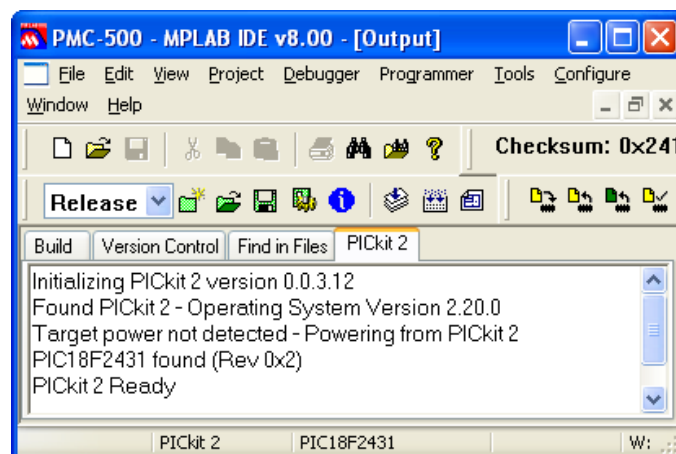 PMC-500 - MPLAB IDE v8.00 - [Output]
File Edit View Project Debugger Programmer Tools Configure
Window Help
Checksum: 0x241
Release
Build Version Control Find in Files PICkit 2
Initializing PICkit 2 version 0.0.3.12
Found PICkit 2 - Operating System Version 2.20.0
Target power not detected - Powering from PICkit 2
PIC18F2431 found (Rev 0x2)
PICkit 2 Ready
PICkit 2 PIC18F2431 W: